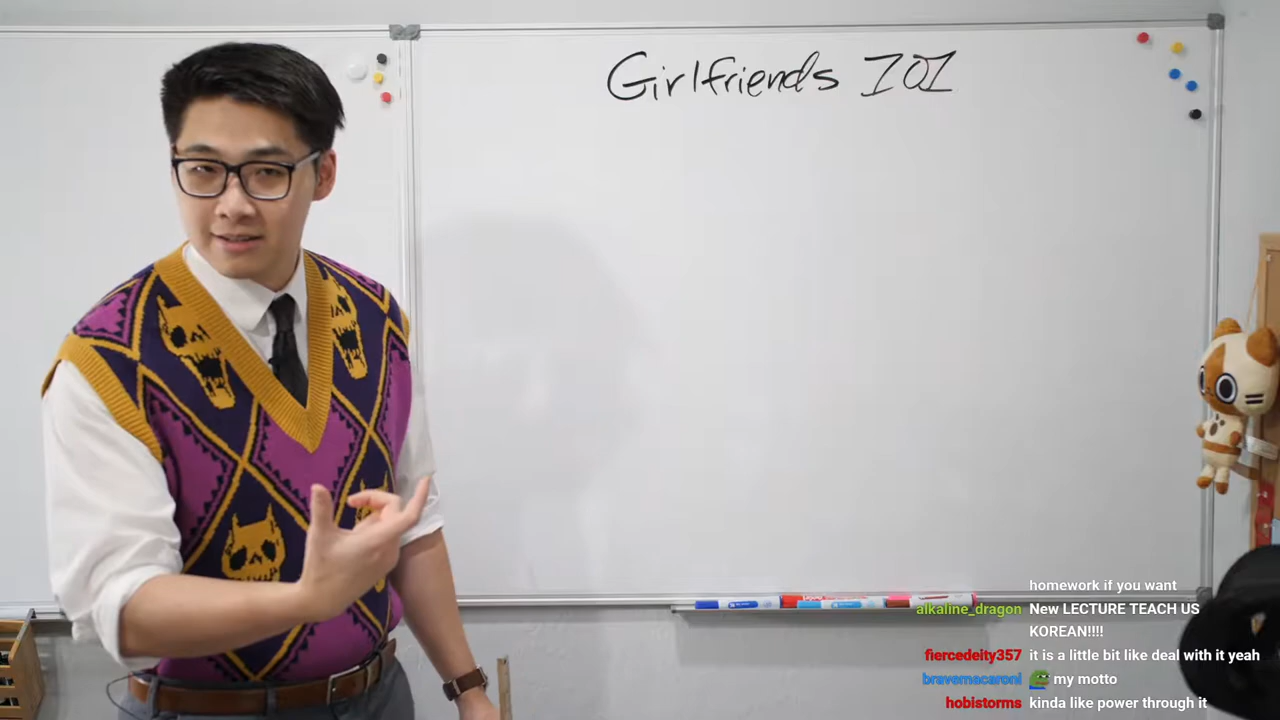 Girlfriends 101
homework if you want
alkaline_dragon New LECTURE TEACH US
KOREAN!!!!
fiercedeity357 it is a little bit like deal with it yeah
bravemacaroni my motto
hobistorms kinda like power through it